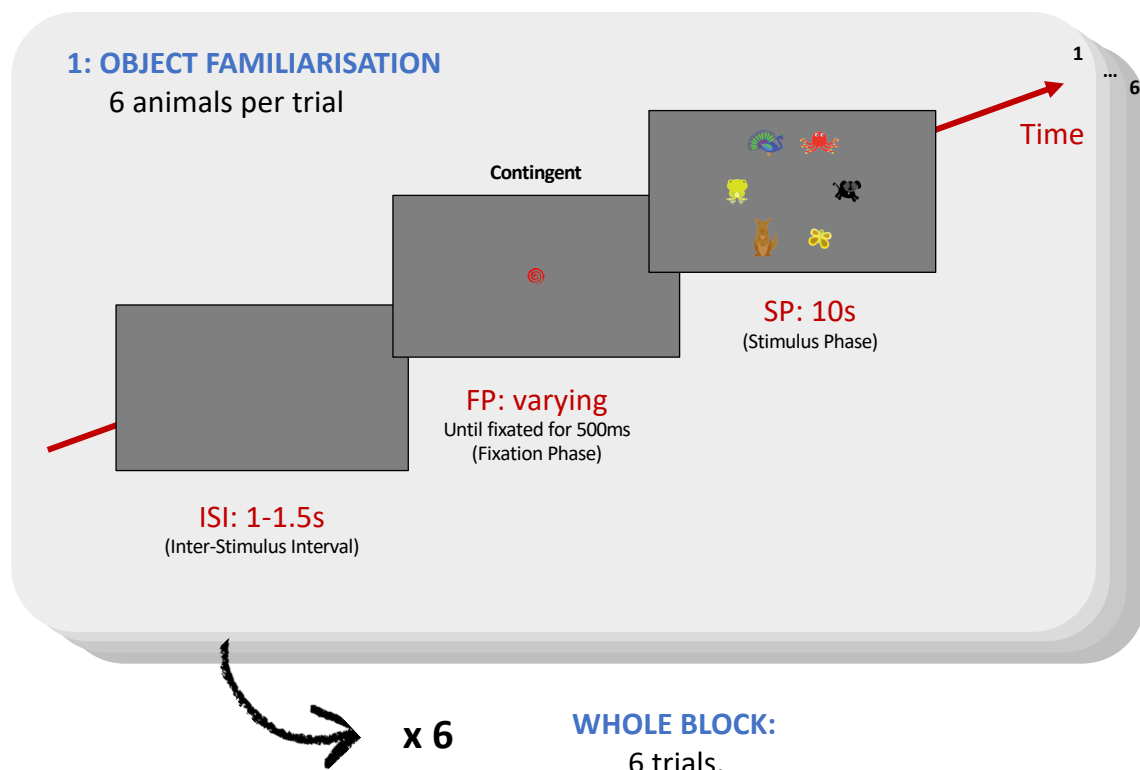 1: OBJECT FAMILIARISATION
6 animals per trial
1
...
6
Time
Contingent
SP: 10s
(Stimulus Phase)
FP: varying
Until fixated for 500ms
(Fixation Phase)
ISI: 1-1.5s
(Inter-Stimulus Interval)
x 6
WHOLE BLOCK:
6 trials,